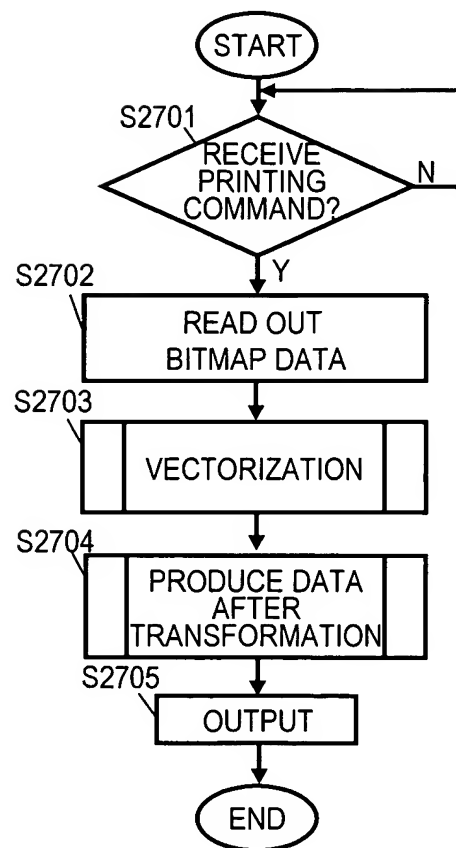 START
S2701
RECEIVE
PRINTING
COMMAND?
N
Y
S2702
READ OUT
BITMAP DATA
S2703
VECTORIZATION
S2704
PRODUCE DATA
AFTER
TRANSFORMATION
S2705
OUTPUT
END